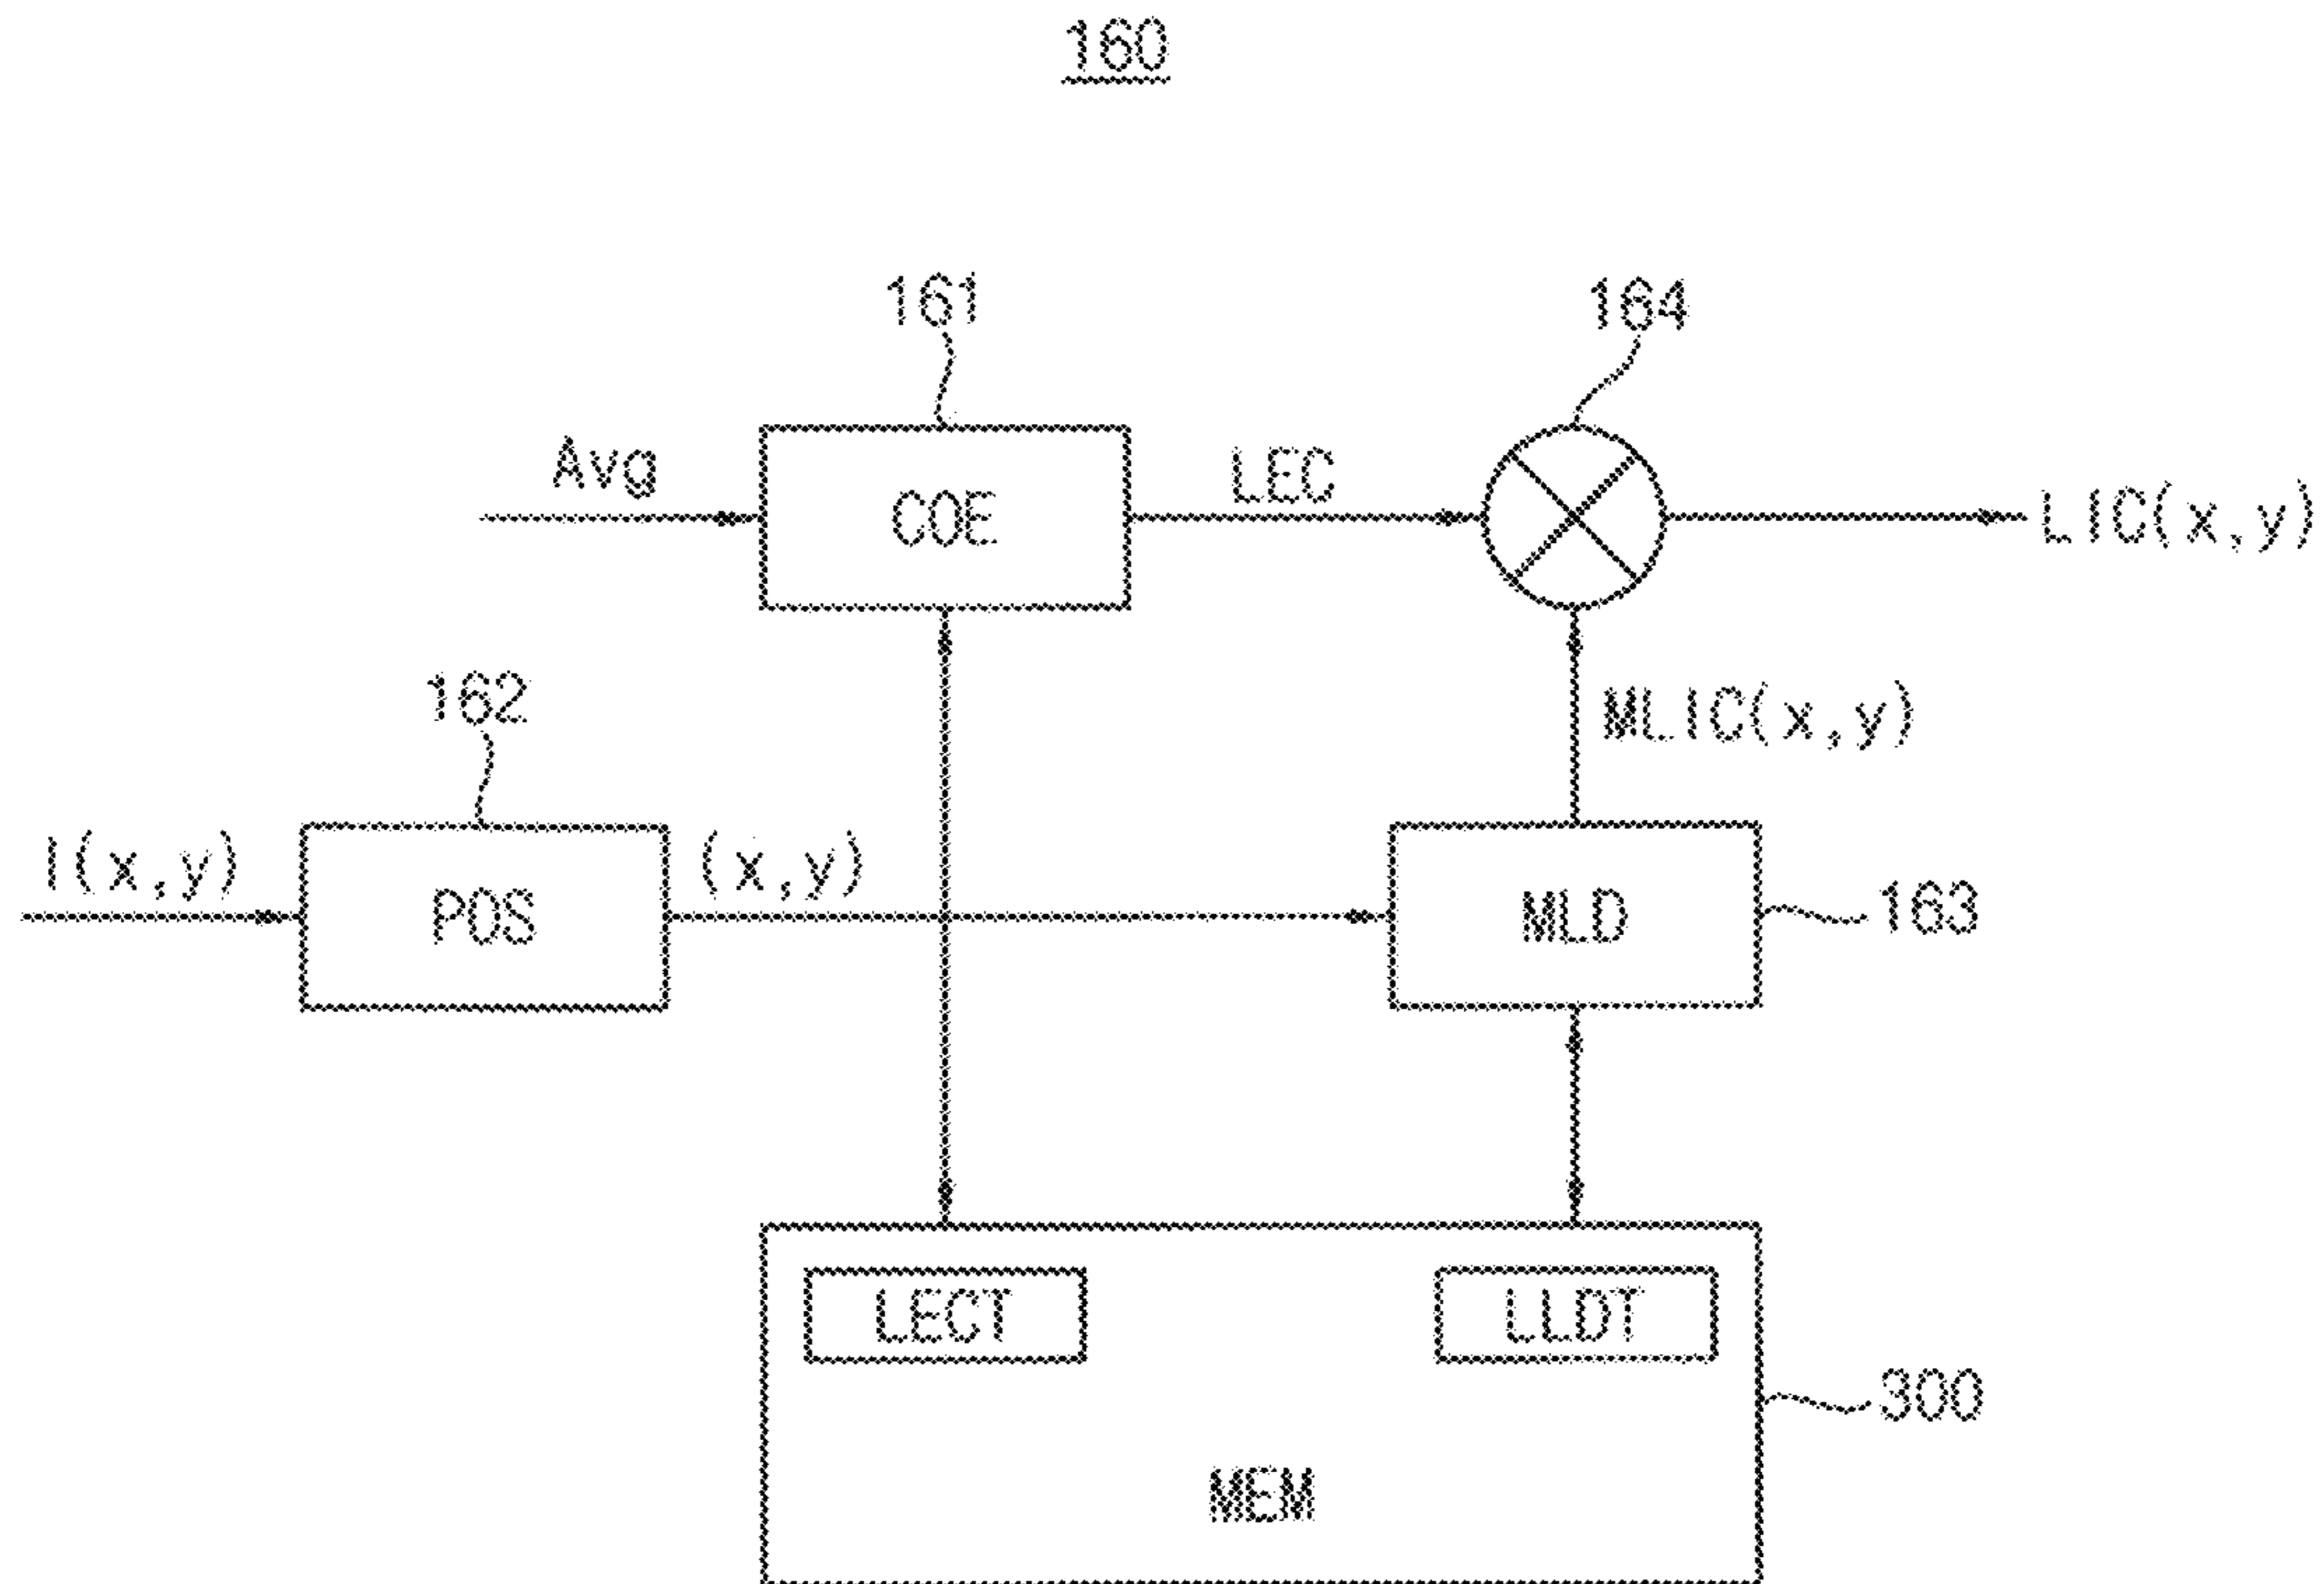 160
161
164
Avg
COE
LEC
LIC(x,y)
162
MLIC(x,y)
I(x,y)
POS
(x,y)
MLD
163
LECT
LLDT
300
MEM